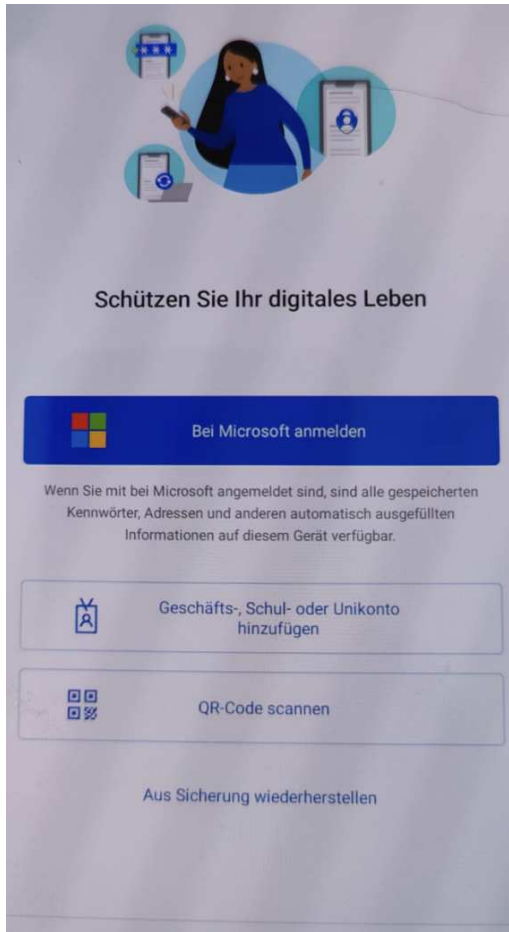 * * * *
Schützen Sie Ihr digitales Leben
Bei Microsoft anmelden
Wenn Sie mit bei Microsoft angemeldet sind, sind alle gespeicherten
Kennwörter, Adressen und anderen automatisch ausgefüllten
Informationen auf diesem Gerät verfügbar.
Geschäfts-, Schul- oder Unikonto
hinzufügen
QR-Code scannen
Aus Sicherung wiederherstellen